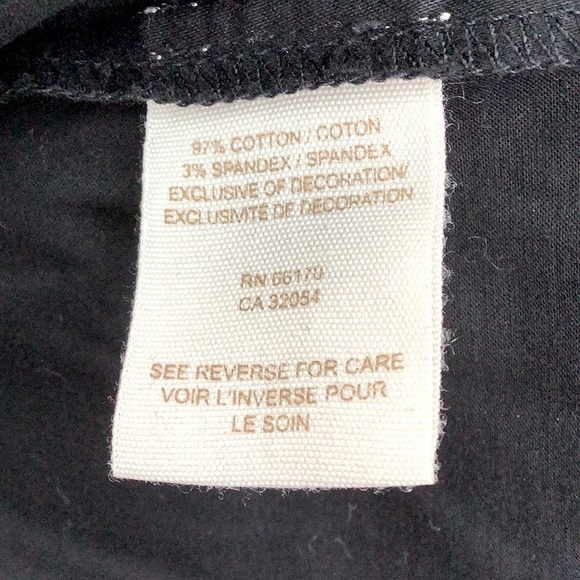 97% COTTON / COTON
3% SPANDEX / SPANDEX
EXCLUSIVE OF DECORATION/
EXCLUSIVITE DE DECORATION
RN 66170
CA 32054
SEE REVERSE FOR CARE
VOIR L'INVERSE POUR
LE SOIN